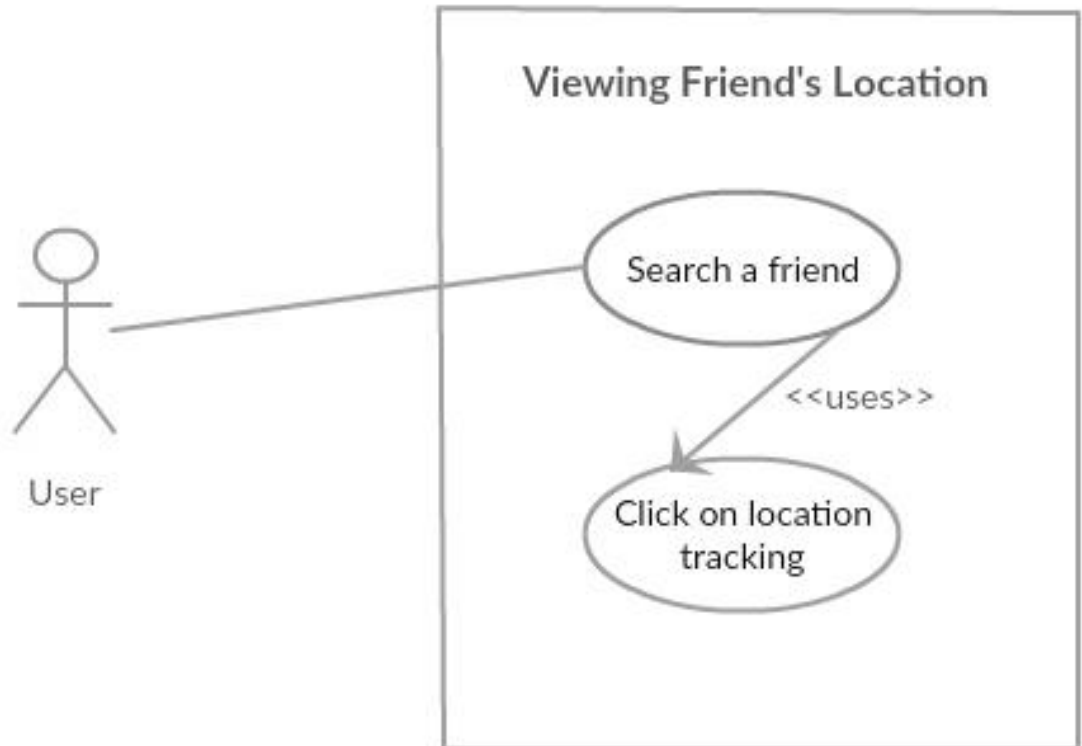 Viewing Friend's Location
Search a friend
<<uses>>
Click on location
tracking
User